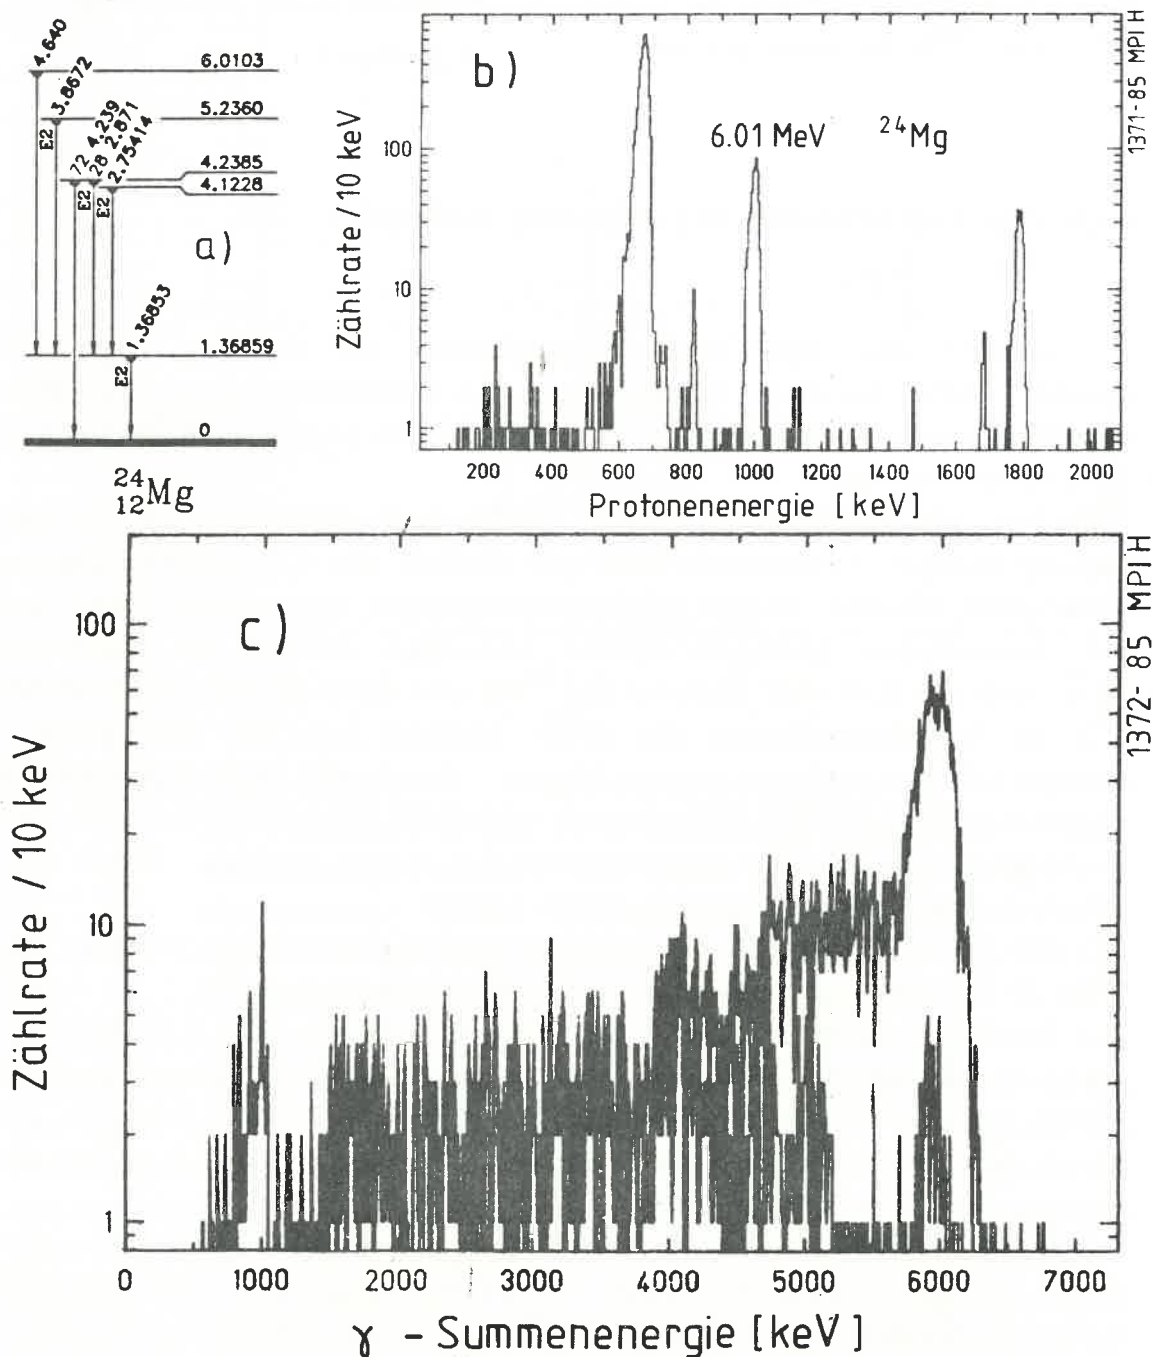 4.640
6.0103
3.8672
5.2360
E2
72 4.239
28 2.871
2.75414
4.2385
4.1228
E2
E2
a)
1.36853
1.36859
E2
0
24
12Mg
b)
6.01 MeV 24Mg
Zählrate / 10 keV
100
10
1
200 400 600 800 1000 1200 1400 1600 1800 2000
Protonenenergie [keV]
1371-85 MPI H
c)
Zählrate / 10 keV
100
10
1
0 1000 2000 3000 4000 5000 6000 7000
γ - Summenenergie [keV]
1372-85 MPI H